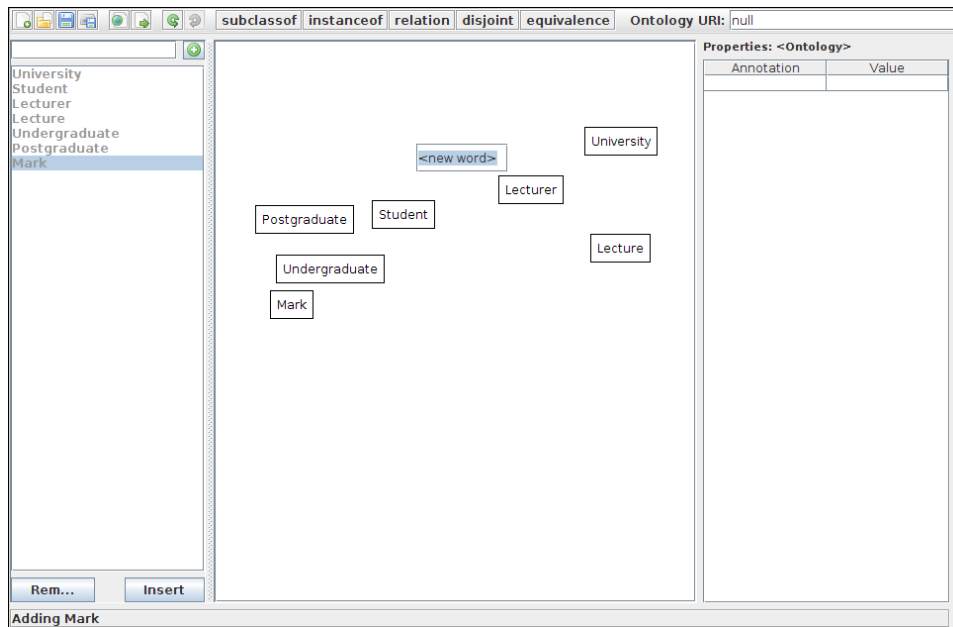 subclassof instanceof relation disjoint equivalence Ontology URI: null
Properties: <Ontology>
Annotation Value
University
Student
Lecturer
Lecture
Undergraduate
Postgraduate
Mark
University
<new word>
Lecturer
Student
Postgraduate
Lecture
Undergraduate
Mark
Rem... Insert
Adding Mark